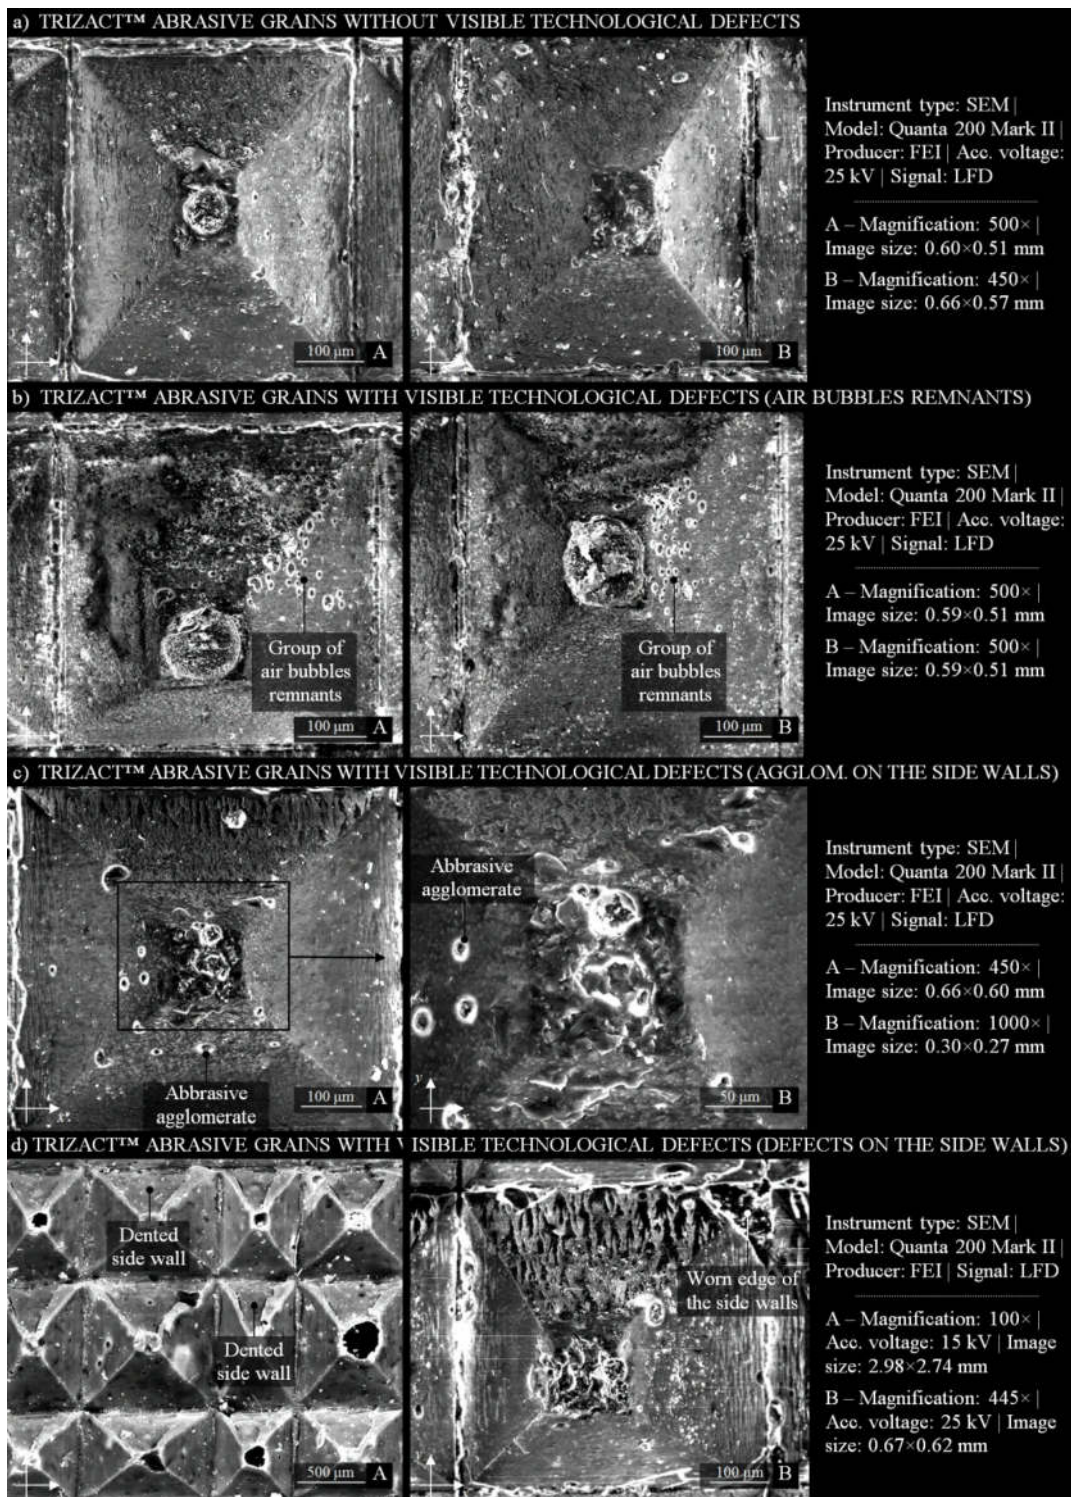 a) TRIZACT™ ABRASIVE GRAINS WITHOUT VISIBLE TECHNOLOGICAL DEFECTS
100 µm A
100 µm B
Instrument type: SEM |
Model: Quanta 200 Mark II |
Producer: FEI | Acc. voltage:
25 kV | Signal: LFD
A – Magnification: 500× |
Image size: 0.60×0.51 mm
B – Magnification: 450× |
Image size: 0.66×0.57 mm
b) TRIZACT™ ABRASIVE GRAINS WITH VISIBLE TECHNOLOGICAL DEFECTS (AIR BUBBLES REMNANTS)
Group of
air bubbles
remnants
100 µm A
Group of
air bubbles
remnants
100 µm B
Instrument type: SEM |
Model: Quanta 200 Mark II |
Producer: FEI | Acc. voltage:
25 kV | Signal: LFD
A – Magnification: 500× |
Image size: 0.59×0.51 mm
B – Magnification: 500× |
Image size: 0.59×0.51 mm
c) TRIZACT™ ABRASIVE GRAINS WITH VISIBLE TECHNOLOGICAL DEFECTS (AGGLOM. ON THE SIDE WALLS)
Abbrasive
agglomerate
x
100 µm A
Abbrasive
agglomerate
y
50 µm B
Instrument type: SEM |
Model: Quanta 200 Mark II |
Producer: FEI | Acc. voltage:
25 kV | Signal: LFD
A – Magnification: 450× |
Image size: 0.66×0.60 mm
B – Magnification: 1000× |
Image size: 0.30×0.27 mm
d) TRIZACT™ ABRASIVE GRAINS WITH VISIBLE TECHNOLOGICAL DEFECTS (DEFECTS ON THE SIDE WALLS)
Dented
side wall
Dented
side wall
500 µm A
Worn edge of
the side walls
100 µm B
Instrument type: SEM |
Model: Quanta 200 Mark II |
Producer: FEI | Signal: LFD
A – Magnification: 100× |
Acc. voltage: 15 kV | Image
size: 2.98×2.74 mm
B – Magnification: 445× |
Acc. voltage: 25 kV | Image
size: 0.67×0.62 mm